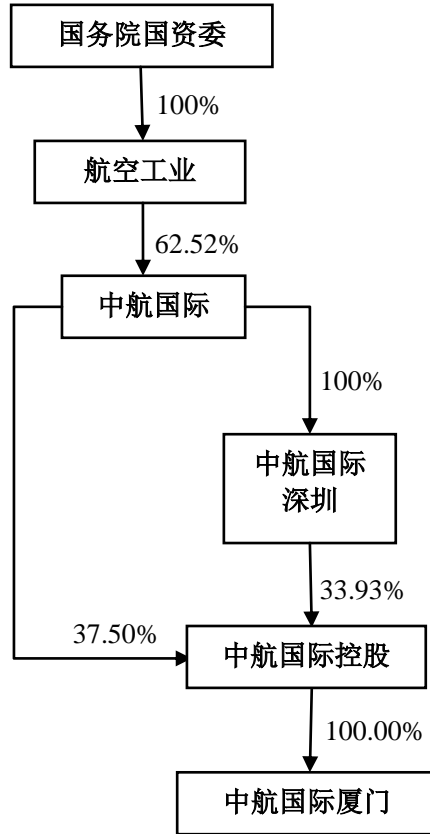 国务院国资委
100%
航空工业
62.52%
中航国际
100%
中航国际
深圳
33.93%
37.50%
中航国际控股
100.00%
中航国际厦门